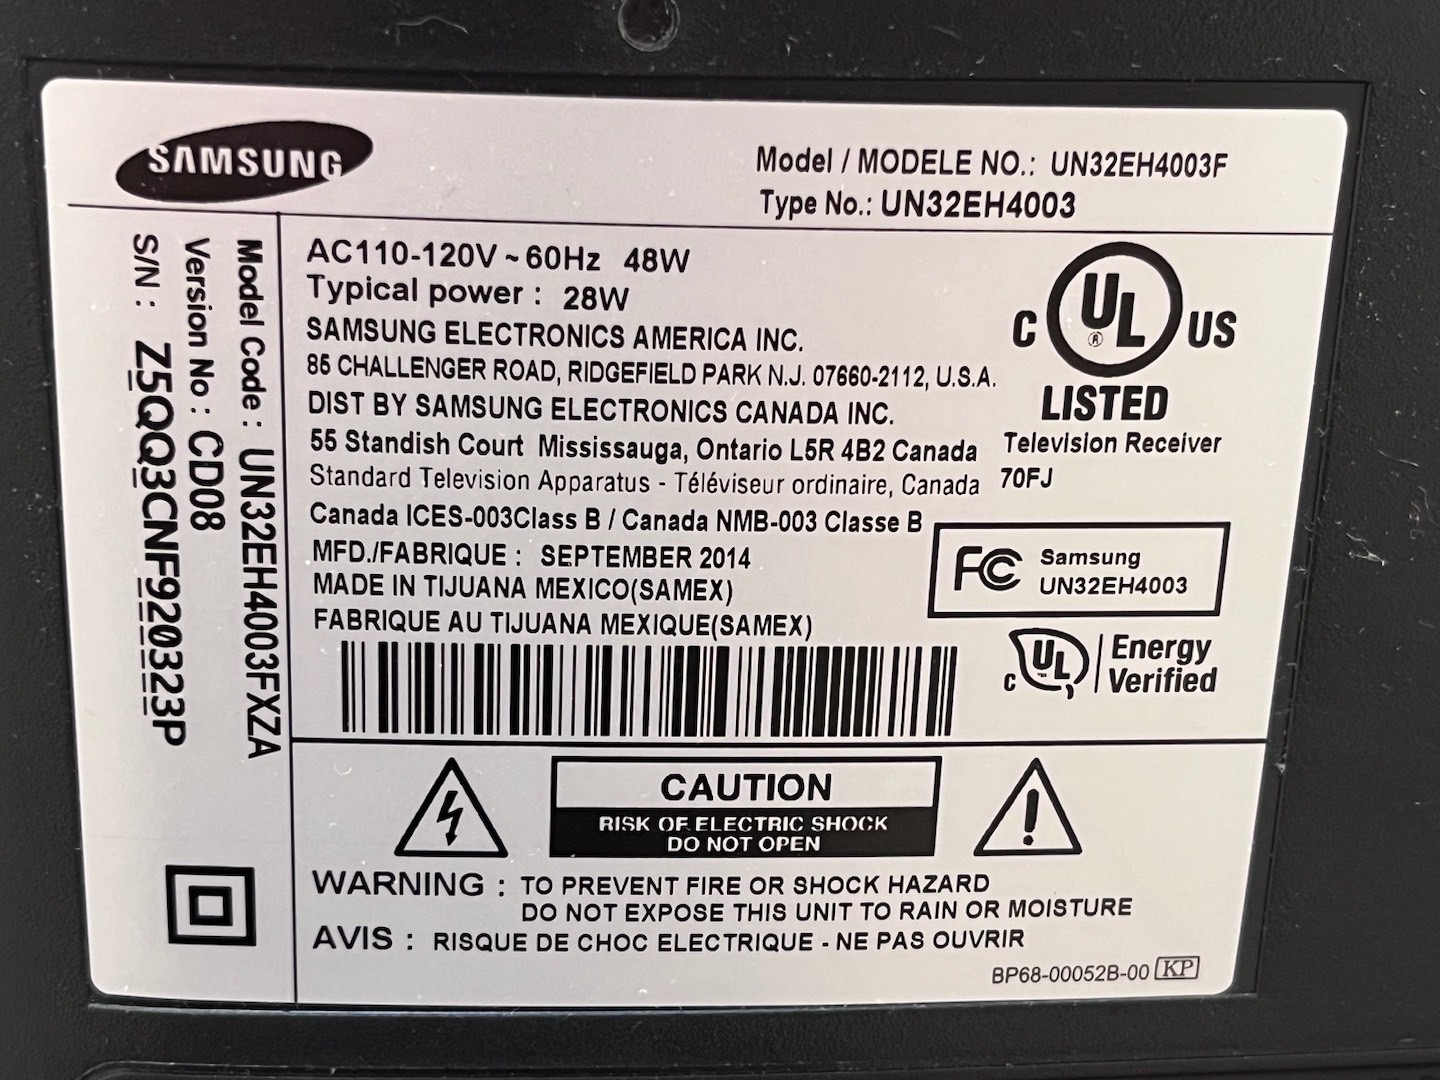 SAMSUNG
Model / MODELE NO.: UN32EH4003F
Type No.: UN32EH4003
Model Code : UN32EH4003FXZA
Version No : CD08
S/N : Z5QQ3CNF920323P
AC110-120V ~ 60Hz 48W
Typical power : 28W
SAMSUNG ELECTRONICS AMERICA INC.
85 CHALLENGER ROAD, RIDGEFIELD PARK N.J. 07660-2112, U.S.A.
DIST BY SAMSUNG ELECTRONICS CANADA INC.
55 Standish Court Mississauga, Ontario L5R 4B2 Canada
Standard Television Apparatus - Téléviseur ordinaire, Canada
Canada ICES-003Class B / Canada NMB-003 Classe B
MFD./FABRIQUE : SEPTEMBER 2014
MADE IN TIJUANA MEXICO(SAMEX)
FABRIQUE AU TIJUANA MEXIQUE(SAMEX)
C UL ® US
LISTED
Television Receiver
70FJ
FC Samsung
UN32EH4003
C UL Energy
Verified
CAUTION
RISK OF ELECTRIC SHOCK
DO NOT OPEN
WARNING : TO PREVENT FIRE OR SHOCK HAZARD
DO NOT EXPOSE THIS UNIT TO RAIN OR MOISTURE
AVIS : RISQUE DE CHOC ELECTRIQUE - NE PAS OUVRIR
BP68-00052B-00 KP